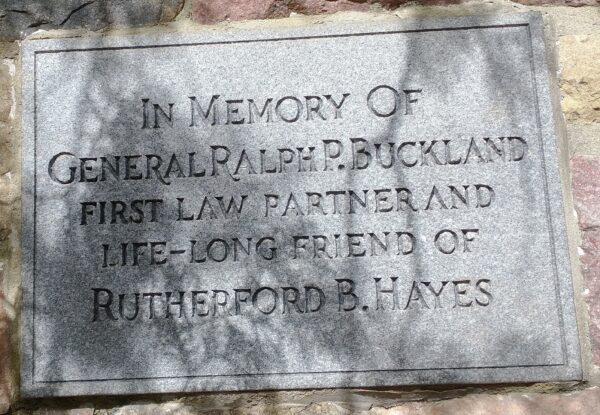 In Memory Of
General Ralph P. Buckland
first law partner and
life-long friend of
Rutherford B. Hayes